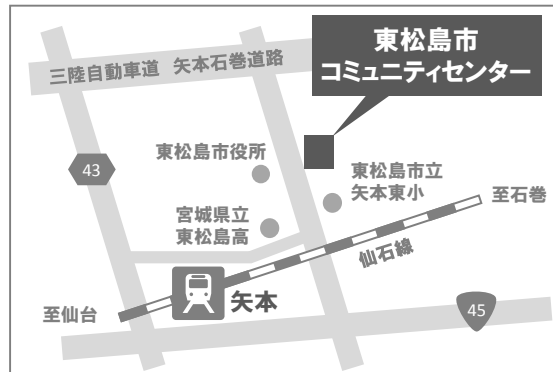 東松島市
コミュニティセンター
三陸自動車道 矢本石巻道路
43
東松島市役所
東松島市立
矢本東小
至石巻
宮城県立
東松島高
仙石線
矢本
至仙台
45